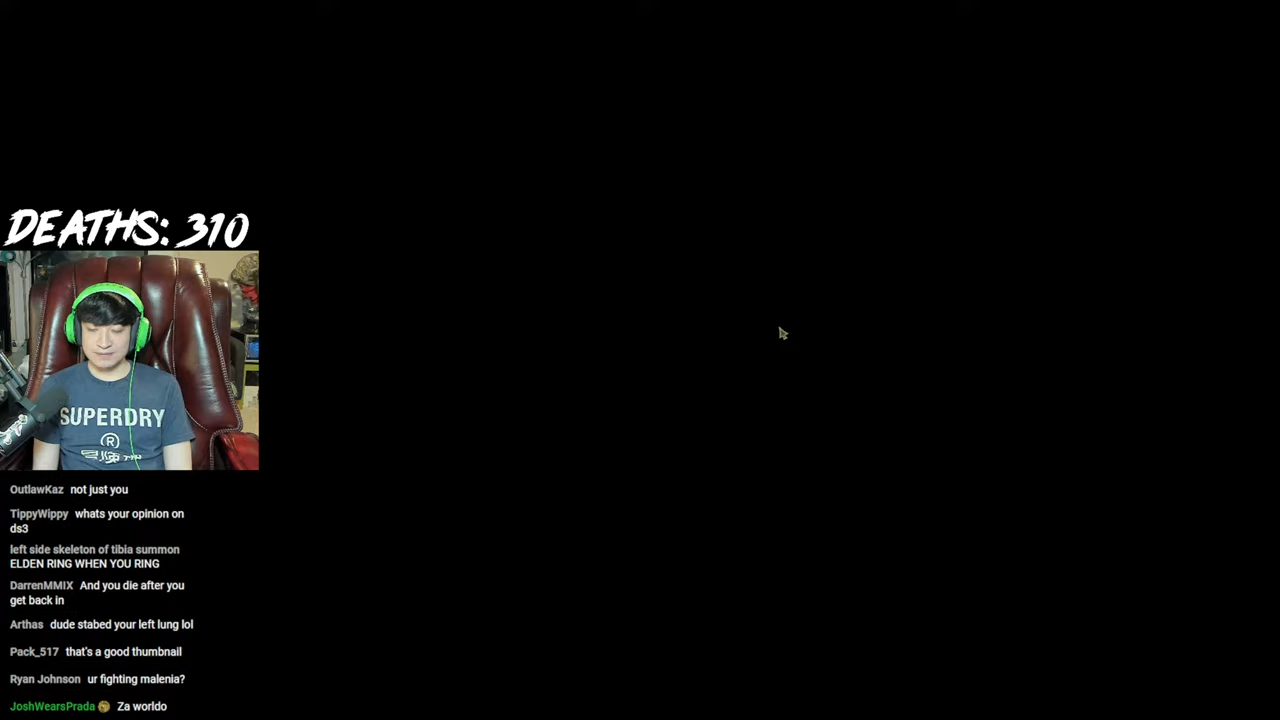 DEATHS: 310
SUPERDRY
®
OutlawKaz not just you
TippyWippy whats your opinion on
ds3
left side skeleton of tibia summon
ELDEN RING WHEN YOU RING
DarrenMMIX And you die after you
get back in
Arthas dude stabed your left lung lol
Pack_517 that's a good thumbnail
Ryan Johnson ur fighting malenia?
JoshWearsPrada Za worldo